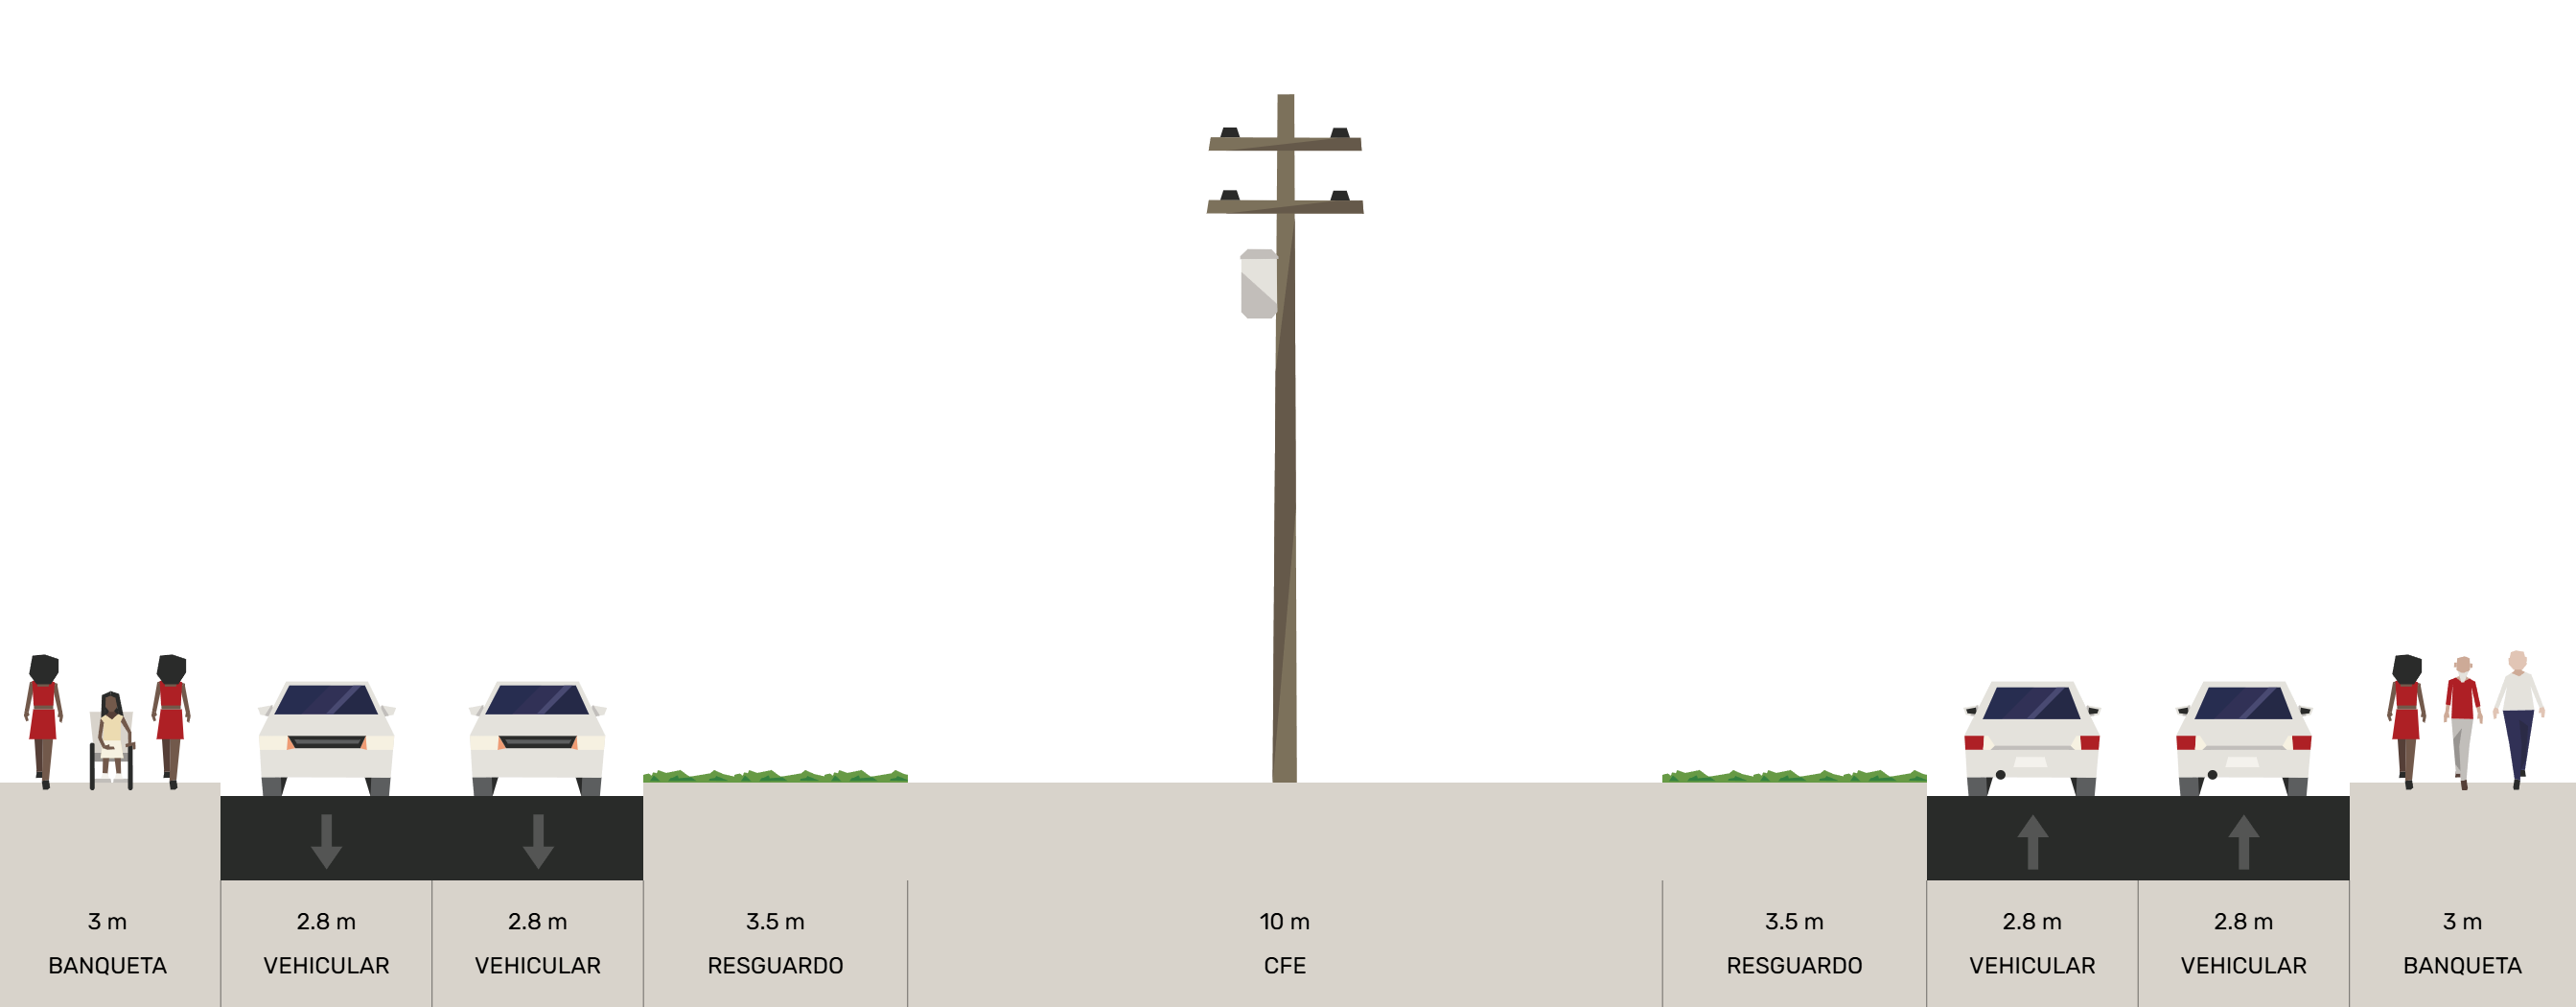 3 m
BANQUETA
2.8 m
VEHICULAR
2.8 m
VEHICULAR
3.5 m
RESGUARDO
10 m
CFE
3.5 m
RESGUARDO
2.8 m
VEHICULAR
2.8 m
VEHICULAR
3 m
BANQUETA